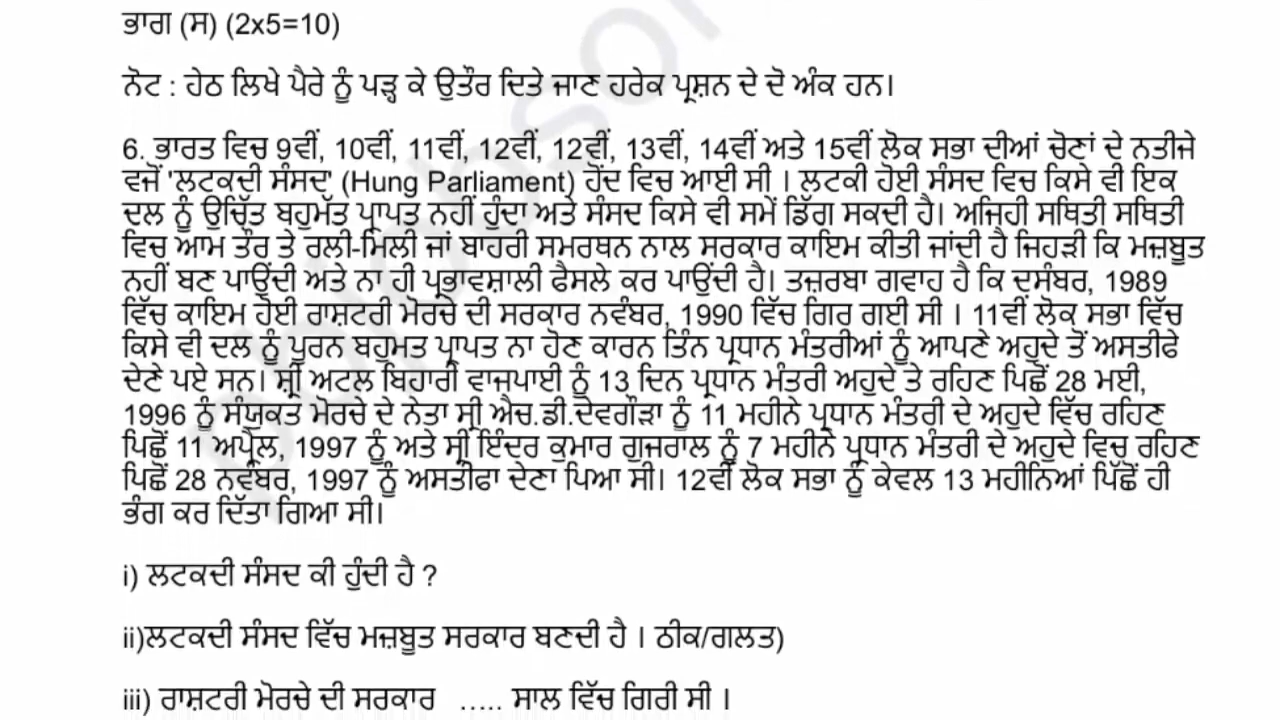 ਭਾਗ (ਸ) (2x5=10)
ਨੋਟ : ਹੇਠ ਲਿਖੇ ਪੈਰੇ ਨੂੰ ਪੜ੍ਹ ਕੇ ਉਤੌਰ ਦਿਤੇ ਜਾਣ ਹਰੇਕ ਪ੍ਰਸ਼ਨ ਦੇ ਦੋ ਅੰਕ ਹਨ।
6. ਭਾਰਤ ਵਿਚ 9ਵੀਂ, 10ਵੀਂ, 11ਵੀਂ, 12ਵੀਂ, 12ਵੀਂ, 13ਵੀਂ, 14ਵੀਂ ਅਤੇ 15ਵੀਂ ਲੋਕ ਸਭਾ ਦੀਆਂ ਚੋਣਾਂ ਦੇ ਨਤੀਜੇ
ਵਜੋਂ 'ਲਟਕਦੀ ਸੰਸਦ' (Hung Parliament) ਹੋਂਦ ਵਿਚ ਆਈ ਸੀ । ਲਟਕੀ ਹੋਈ ਸੰਸਦ ਵਿਚ ਕਿਸੇ ਵੀ ਇਕ
ਦਲ ਨੂੰ ਉਚਿੱਤ ਬਹੁਮੱਤ ਪ੍ਰਾਪਤ ਨਹੀਂ ਹੁੰਦਾ ਅਤੇ ਸੰਸਦ ਕਿਸੇ ਵੀ ਸਮੇਂ ਡਿੱਗ ਸਕਦੀ ਹੈ। ਅਜਿਹੀ ਸਥਿਤੀ ਸਥਿਤੀ
ਵਿਚ ਆਮ ਤੌਰ ਤੇ ਰਲੀ-ਮਿਲੀ ਜਾਂ ਬਾਹਰੀ ਸਮਰਥਨ ਨਾਲ ਸਰਕਾਰ ਕਾਇਮ ਕੀਤੀ ਜਾਂਦੀ ਹੈ ਜਿਹੜੀ ਕਿ ਮਜ਼ਬੂਤ
ਨਹੀਂ ਬਣ ਪਾਉਂਦੀ ਅਤੇ ਨਾ ਹੀ ਪ੍ਰਭਾਵਸ਼ਾਲੀ ਫੈਸਲੇ ਕਰ ਪਾਉਂਦੀ ਹੈ। ਤਜ਼ਰਬਾ ਗਵਾਹ ਹੈ ਕਿ ਦਸੰਬਰ, 1989
ਵਿੱਚ ਕਾਇਮ ਹੋਈ ਰਾਸ਼ਟਰੀ ਮੋਰਚੇ ਦੀ ਸਰਕਾਰ ਨਵੰਬਰ, 1990 ਵਿੱਚ ਗਿਰ ਗਈ ਸੀ । 11ਵੀਂ ਲੋਕ ਸਭਾ ਵਿੱਚ
ਕਿਸੇ ਵੀ ਦਲ ਨੂੰ ਪੂਰਨ ਬਹੁਮਤ ਪ੍ਰਾਪਤ ਨਾ ਹੋਣ ਕਾਰਨ ਤਿੰਨ ਪ੍ਰਧਾਨ ਮੰਤਰੀਆਂ ਨੂੰ ਆਪਣੇ ਅਹੁਦੇ ਤੋਂ ਅਸਤੀਫੇ
ਦੇਣੇ ਪਏ ਸਨ। ਸ਼੍ਰੀ ਅਟਲ ਬਿਹਾਰੀ ਵਾਜਪਾਈ ਨੂੰ 13 ਦਿਨ ਪ੍ਰਧਾਨ ਮੰਤਰੀ ਅਹੁਦੇ ਤੇ ਰਹਿਣ ਪਿਛੋਂ 28 ਮਈ,
1996 ਨੂੰ ਸੰਯੁਕਤ ਮੋਰਚੇ ਦੇ ਨੇਤਾ ਸ੍ਰੀ ਐਚ.ਡੀ.ਦੇਵਗੌੜਾ ਨੂੰ 11 ਮਹੀਨੇ ਪ੍ਰਧਾਨ ਮੰਤਰੀ ਦੇ ਅਹੁਦੇ ਵਿੱਚ ਰਹਿਣ
ਪਿਛੋਂ 11 ਅਪ੍ਰੈਲ, 1997 ਨੂੰ ਅਤੇ ਸ੍ਰੀ ਇੰਦਰ ਕੁਮਾਰ ਗੁਜਰਾਲ ਨੂੰ 7 ਮਹੀਨੇ ਪ੍ਰਧਾਨ ਮੰਤਰੀ ਦੇ ਅਹੁਦੇ ਵਿਚ ਰਹਿਣ
ਪਿਛੋਂ 28 ਨਵੰਬਰ, 1997 ਨੂੰ ਅਸਤੀਫਾ ਦੇਣਾ ਪਿਆ ਸੀ। 12ਵੀਂ ਲੋਕ ਸਭਾ ਨੂੰ ਕੇਵਲ 13 ਮਹੀਨਿਆਂ ਪਿੱਛੋਂ ਹੀ
ਭੰਗ ਕਰ ਦਿੱਤਾ ਗਿਆ ਸੀ।
i) ਲਟਕਦੀ ਸੰਸਦ ਕੀ ਹੁੰਦੀ ਹੈ ?
ii)ਲਟਕਦੀ ਸੰਸਦ ਵਿੱਚ ਮਜ਼ਬੂਤ ਸਰਕਾਰ ਬਣਦੀ ਹੈ । ਠੀਕ/ਗਲਤ)
iii) ਰਾਸ਼ਟਰੀ ਮੋਰਚੇ ਦੀ ਸਰਕਾਰ ..... ਸਾਲ ਵਿੱਚ ਗਿਰੀ ਸੀ ।